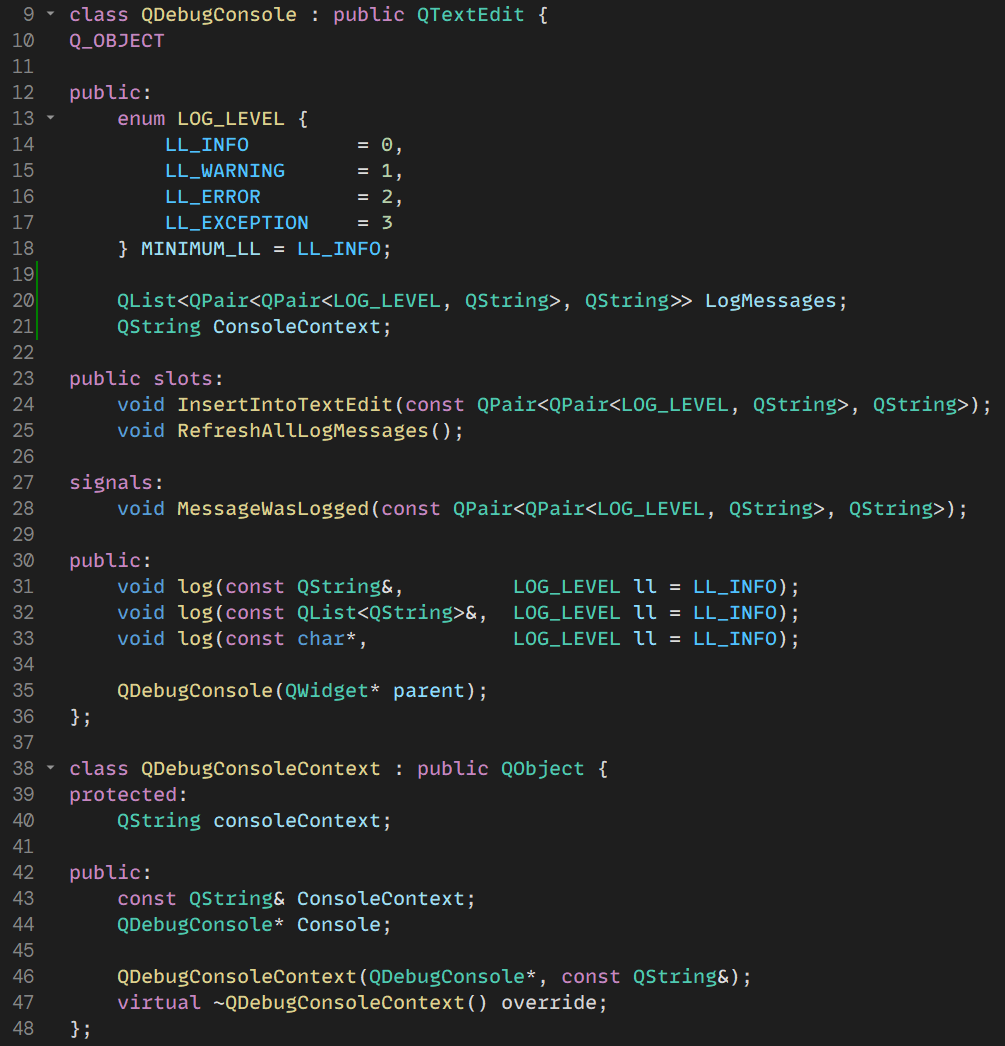 9 class QDebugConsole : public QTextEdit {
10 Q_OBJECT
11
12 public:
13     enum LOG_LEVEL {
14         LL_INFO         = 0,
15         LL_WARNING      = 1,
16         LL_ERROR        = 2,
17         LL_EXCEPTION    = 3
18     } MINIMUM_LL = LL_INFO;
19
20     QList<QPair<QPair<LOG_LEVEL, QString>, QString>> LogMessages;
21     QString ConsoleContext;
22
23 public slots:
24     void InsertIntoTextEdit(const QPair<QPair<LOG_LEVEL, QString>, QString>);
25     void RefreshAllLogMessages();
26
27 signals:
28     void MessageWasLogged(const QPair<QPair<LOG_LEVEL, QString>, QString>);
29
30 public:
31     void log(const QString&,         LOG_LEVEL ll = LL_INFO);
32     void log(const QList<QString>&,  LOG_LEVEL ll = LL_INFO);
33     void log(const char*,            LOG_LEVEL ll = LL_INFO);
34
35     QDebugConsole(QWidget* parent);
36 };
37
38 class QDebugConsoleContext : public QObject {
39 protected:
40     QString consoleContext;
41
42 public:
43     const QString& ConsoleContext;
44     QDebugConsole* Console;
45
46     QDebugConsoleContext(QDebugConsole*, const QString&);
47     virtual ~QDebugConsoleContext() override;
48 };